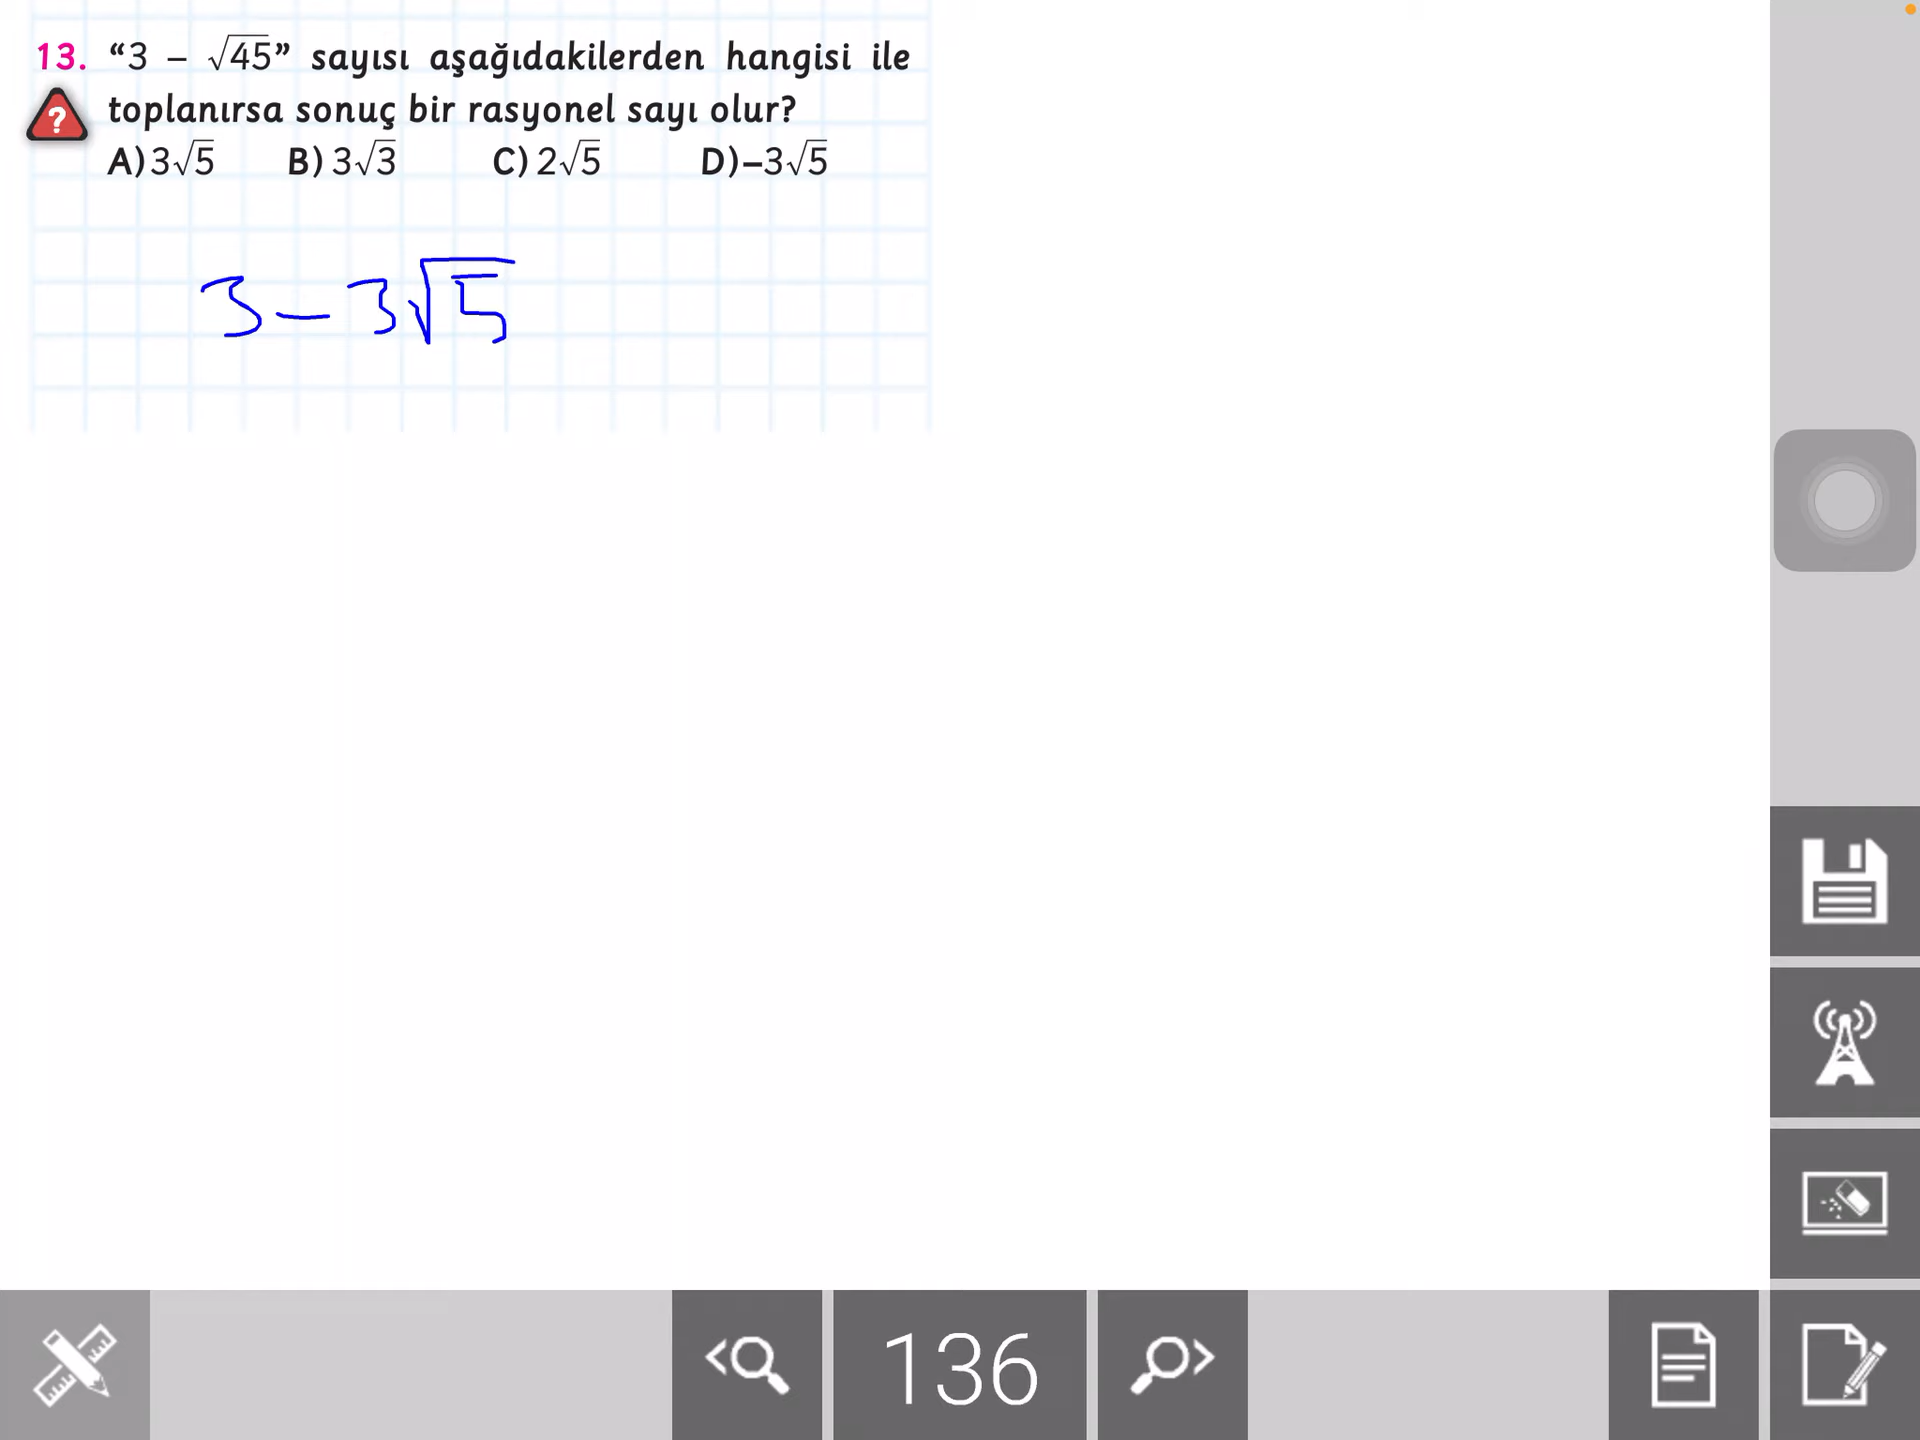 13. “3 – √45” sayısı aşağıdakilerden hangisi ile
? toplanırsa sonuç bir rasyonel sayı olur?
A) 3√5 B) 3√3 C) 2√5 D) –3√5
3 – 3√5
136